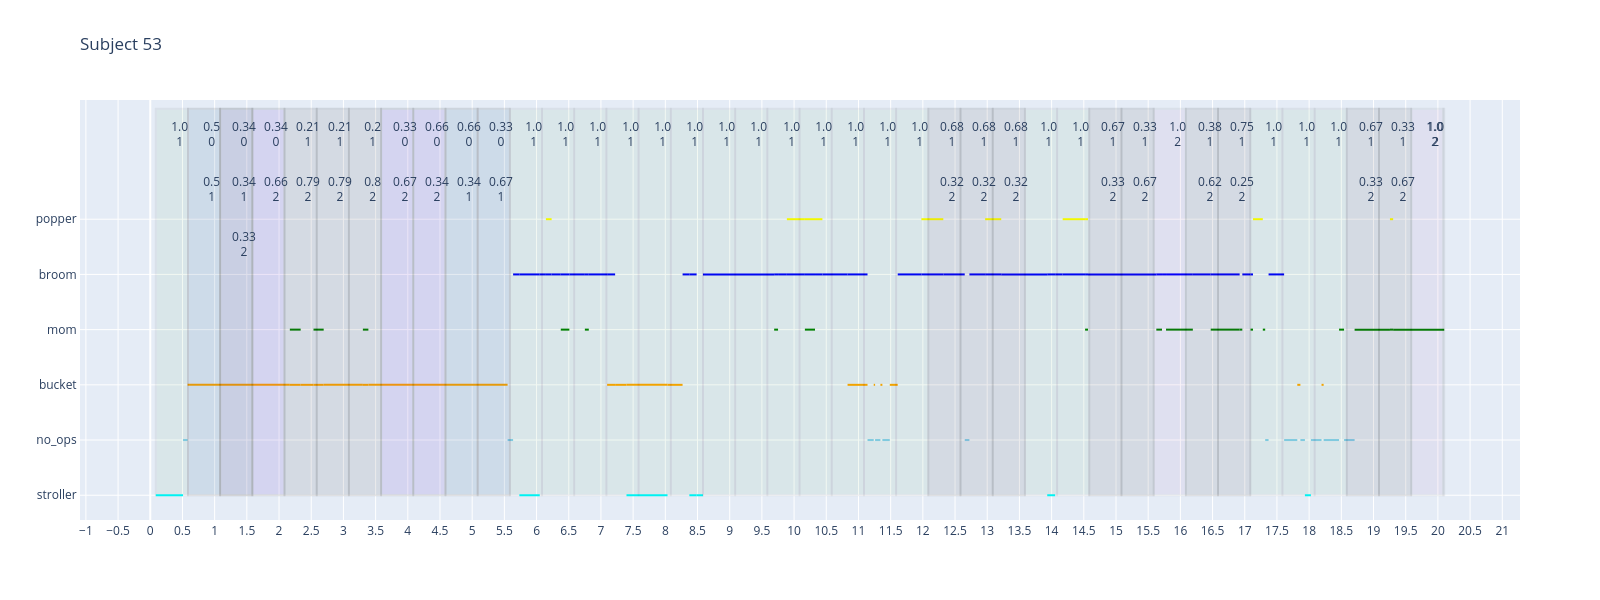 Subject 53
1.0 0.5 0.34 0.34 0.21 0.21 0.2 0.33 0.66 0.66 0.33 1.0 1.0 1.0 1.0 1.0 1.0 1.0 1.0 1.0 1.0 1.0 1.0 1.0 0.68 0.68 0.68 1.0 1.0 0.67 0.33 1.0 0.38 0.75 1.0 1.0 1.0 0.67 0.33 1.0
1 0 0 0 1 1 1 0 0 0 0 1 1 1 1 1 1 1 1 1 1 1 1 1 1 1 1 1 1 1 1 2 1 1 1 1 1 1 1 2
0.5 0.34 0.66 0.79 0.79 0.8 0.67 0.34 0.34 0.67 0.32 0.32 0.32 0.33 0.67 0.62 0.25 0.33 0.67
1 1 2 2 2 2 2 2 1 1 2 2 2 2 2 2 2 2 2
popper
0.33
2
broom
mom
bucket
no_ops
stroller
−1 −0.5 0 0.5 1 1.5 2 2.5 3 3.5 4 4.5 5 5.5 6 6.5 7 7.5 8 8.5 9 9.5 10 10.5 11 11.5 12 12.5 13 13.5 14 14.5 15 15.5 16 16.5 17 17.5 18 18.5 19 19.5 20 20.5 21